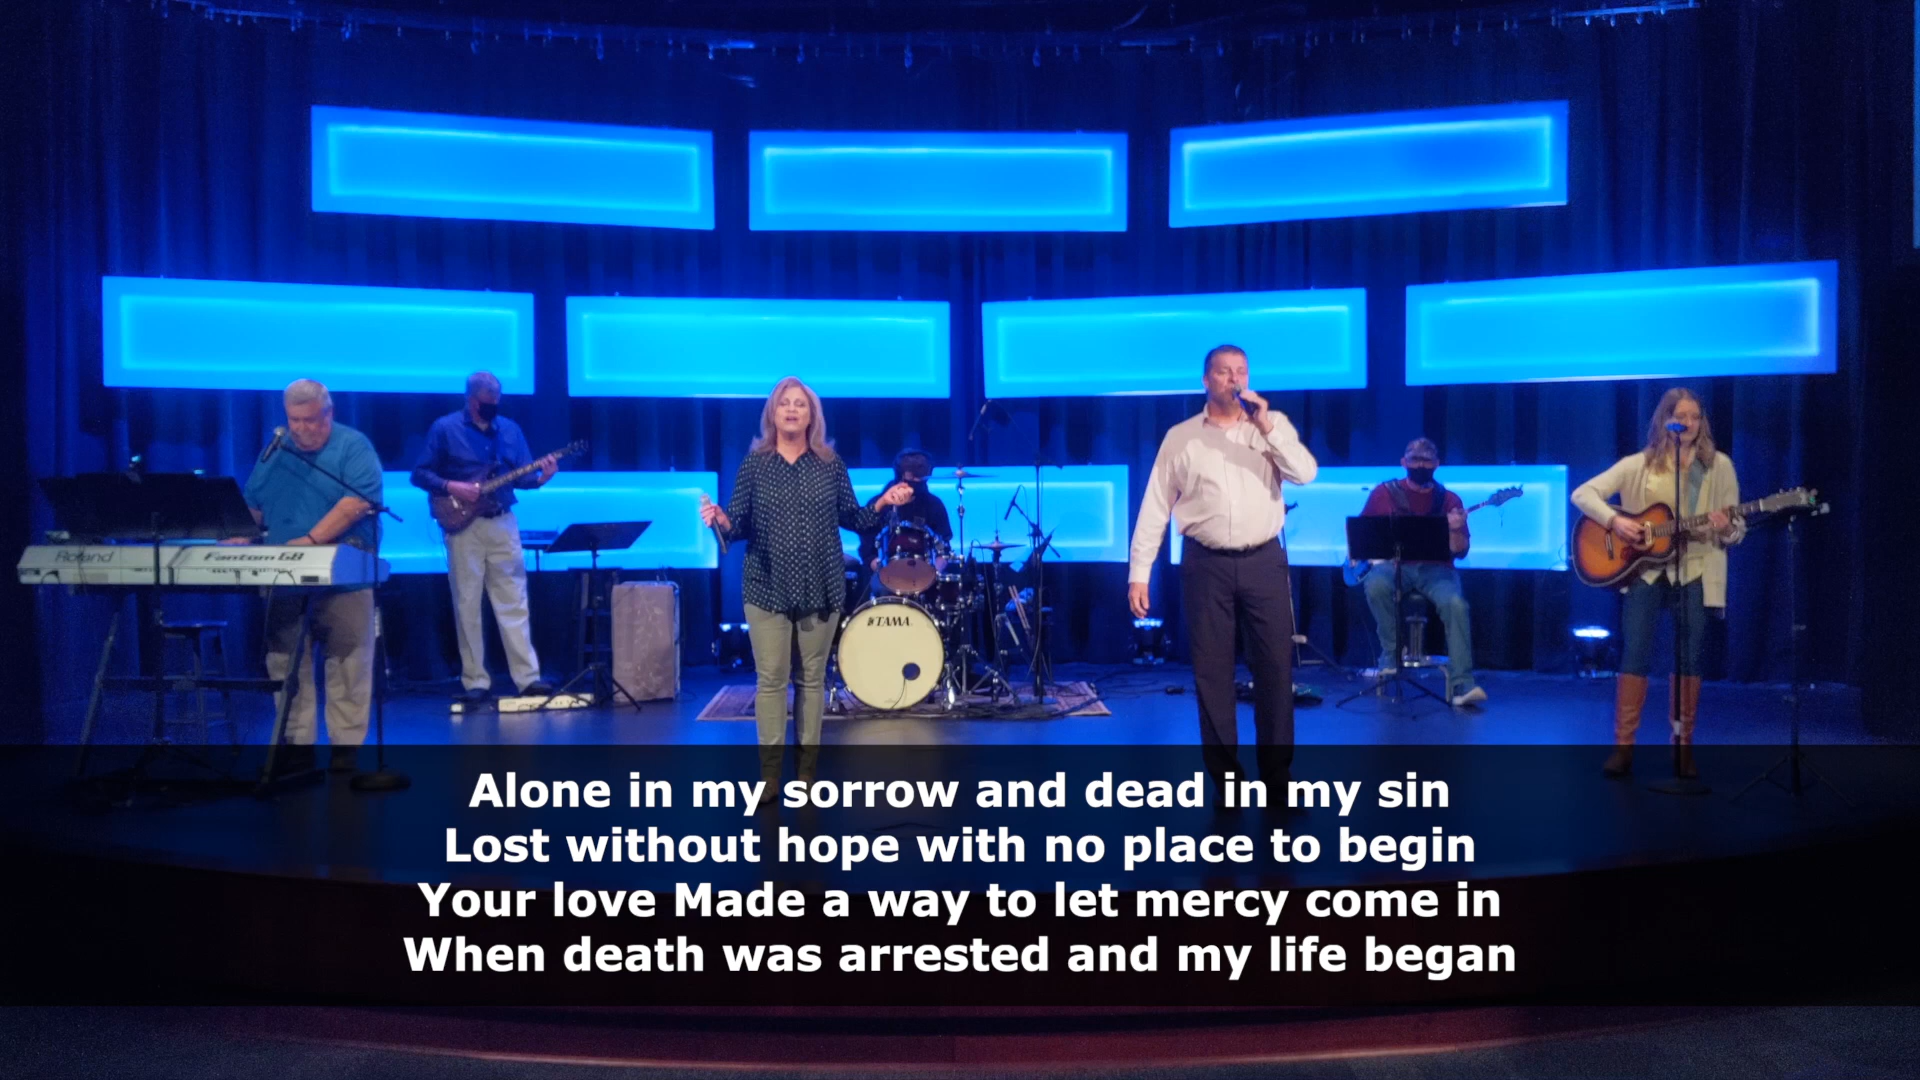 Roland
Fantom G8
TAMA
Alone in my sorrow and dead in my sin
Lost without hope with no place to begin
Your love Made a way to let mercy come in
When death was arrested and my life began